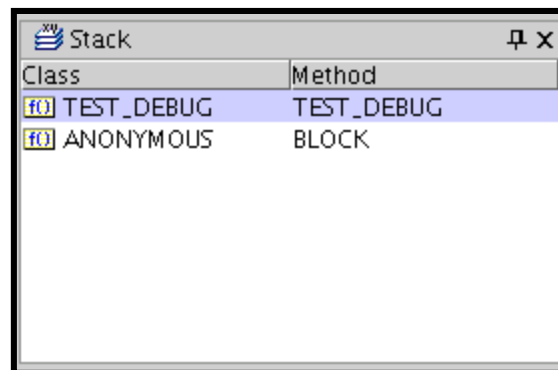 Stack
Class Method
f() TEST_DEBUG TEST_DEBUG
f() ANONYMOUS BLOCK